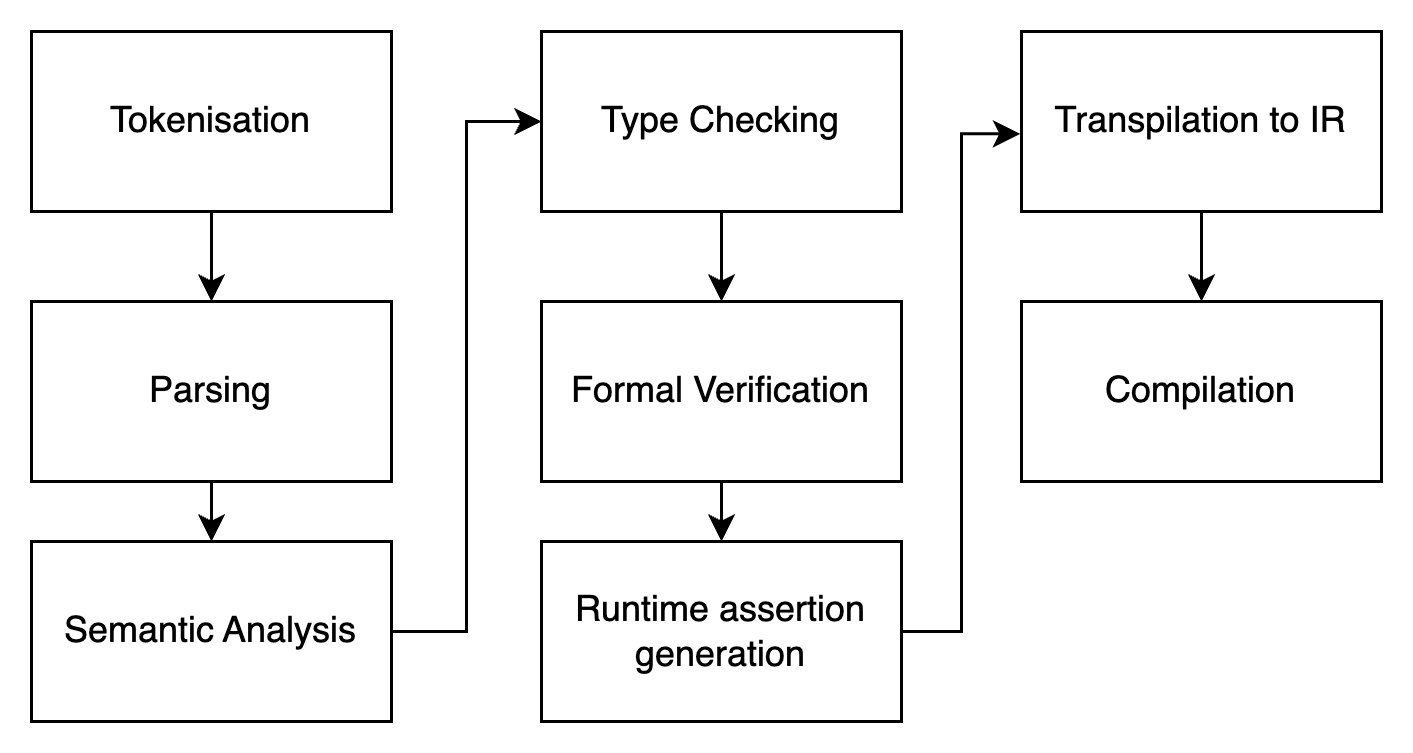 Tokenisation
Parsing
Semantic Analysis
Type Checking
Formal Verification
Runtime assertion
generation
Transpilation to IR
Compilation